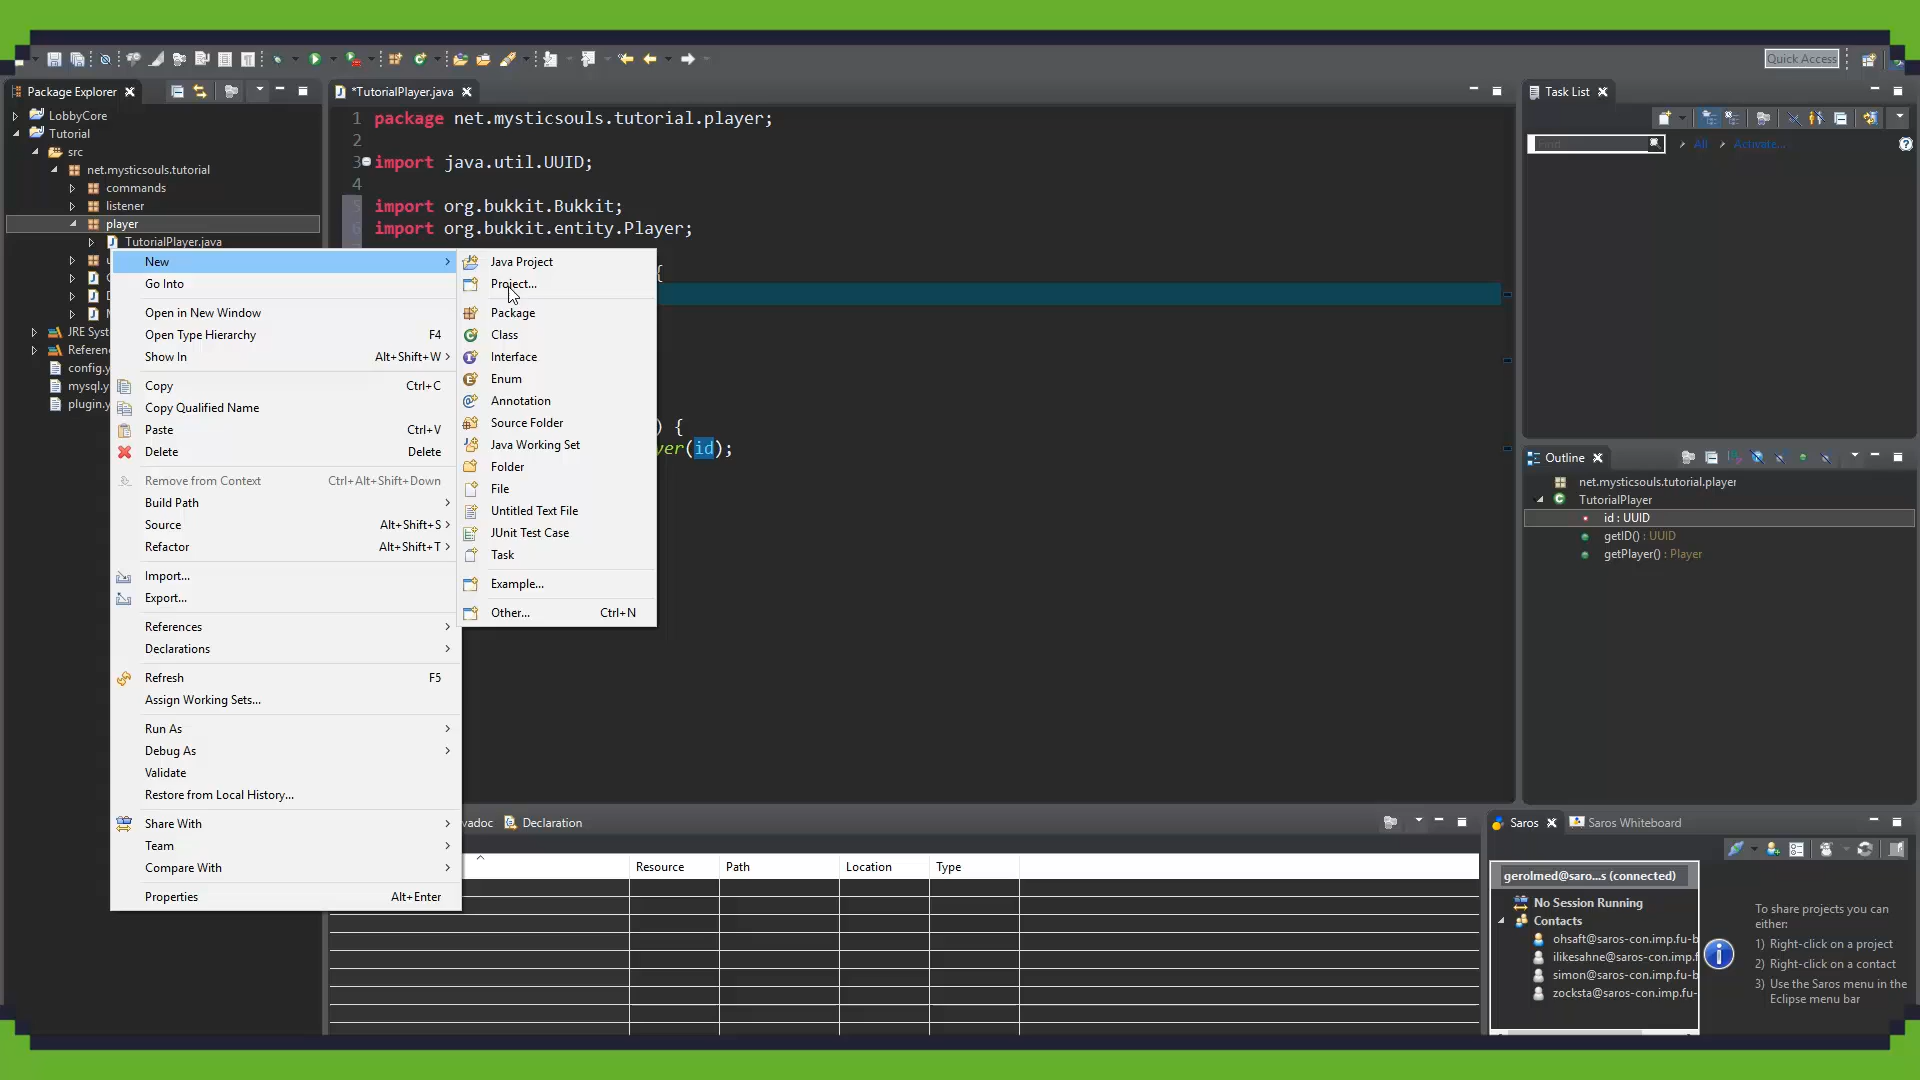 Quick Access
Package Explorer
LobbyCore
Tutorial
src
net.mysticsouls.tutorial
commands
listener
player
TutorialPlayer.java
JRE Syst
Referen
config.y
mysql.y
plugin.y
New
Go Into
Open in New Window
Open Type Hierarchy F4
Show In Alt+Shift+W
Copy Ctrl+C
Copy Qualified Name
Paste Ctrl+V
Delete Delete
Remove from Context Ctrl+Alt+Shift+Down
Build Path
Source Alt+Shift+S
Refactor Alt+Shift+T
Import...
Export...
References
Declarations
Refresh F5
Assign Working Sets...
Run As
Debug As
Validate
Restore from Local History...
Share With
Team
Compare With
Properties Alt+Enter
Java Project
Project...
Package
Class
Interface
Enum
Annotation
Source Folder
Java Working Set
Folder
File
Untitled Text File
JUnit Test Case
Task
Example...
Other... Ctrl+N
*TutorialPlayer.java
1 package net.mysticsouls.tutorial.player;
2
3 import java.util.UUID;
4
5 import org.bukkit.Bukkit;
6 import org.bukkit.entity.Player;
{
) {
yer(id);
vadoc Declaration
Resource Path Location Type
Task List
Find All Activate...
Outline
net.mysticsouls.tutorial.player
TutorialPlayer
id : UUID
getID() : UUID
getPlayer() : Player
Saros Saros Whiteboard
gerolmed@saro...s (connected)
No Session Running
Contacts
ohsaft@saros-con.imp.fu-b
ilikesahne@saros-con.imp.f
simon@saros-con.imp.fu-b
zocksta@saros-con.imp.fu-
To share projects you can
either:
1) Right-click on a project
2) Right-click on a contact
3) Use the Saros menu in the
Eclipse menu bar